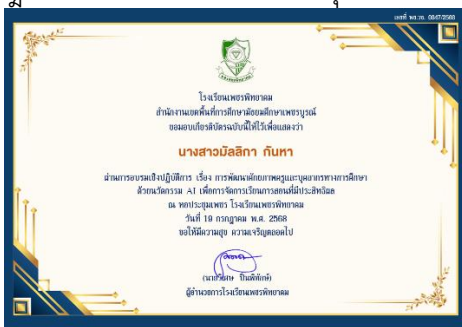 เลขที่ พย.วท. 0847/2568
โรงเรียนเพชรพิทยาคม
สำนักงานเขตพื้นที่การศึกษามัธยมศึกษาเพชรบูรณ์
ขอมอบเกียรติบัตรฉบับนี้ให้ไว้เพื่อแสดงว่า
นางสาวมัลลิกา กันหา
ผ่านการอบรมเชิงปฏิบัติการ เรื่อง การพัฒนาศักยภาพครูและบุคลากรทางการศึกษา
ด้วยนวัตกรรม AI เพื่อการจัดการเรียนการสอนที่มีประสิทธิผล
ณ หอประชุมเพชร โรงเรียนเพชรพิทยาคม
วันที่ 19 กรกฎาคม พ.ศ. 2568
ขอให้มีความสุข ความเจริญตลอดไป
ปิ่นพิทักษ์)
ผู้อำนวยการโรงเรียนเพชรพิทยาคม